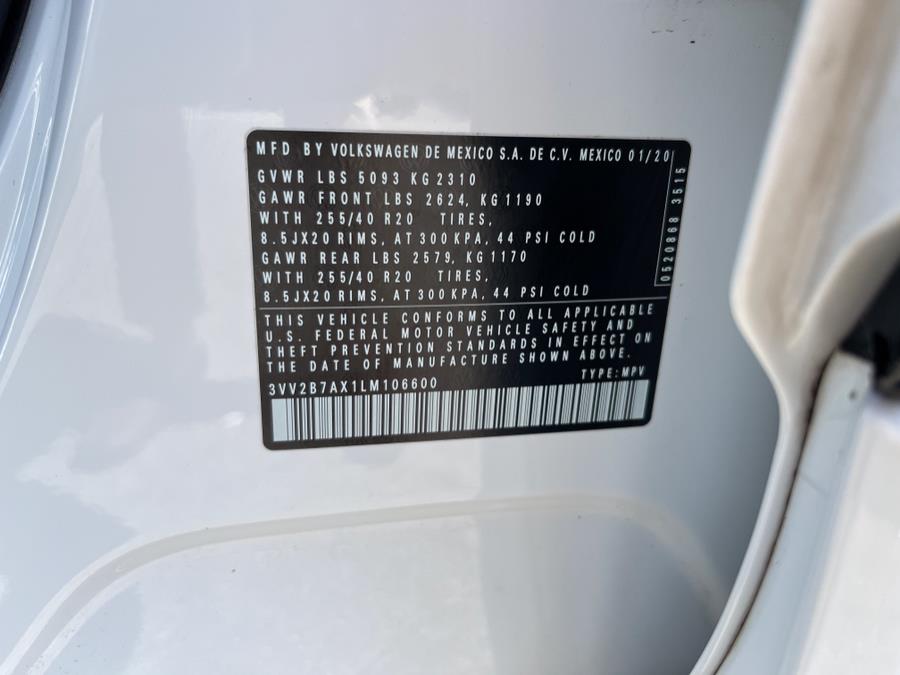 MFD BY VOLKSWAGEN DE MEXICO S.A. DE C.V. MEXICO 01/20
GVWR LBS 5093 KG 2310
GAWR FRONT LBS 2624, KG 1190
WITH 255/40 R20 TIRES,
8.5JX20 RIMS, AT 300 KPA, 44 PSI COLD
GAWR REAR LBS 2579, KG 1170
WITH 255/40 R20 TIRES,
8.5JX20 RIMS, AT 300 KPA, 44 PSI COLD
0520868 3515
THIS VEHICLE CONFORMS TO ALL APPLICABLE
U.S. FEDERAL MOTOR VEHICLE SAFETY AND
THEFT PREVENTION STANDARDS IN EFFECT ON
THE DATE OF MANUFACTURE SHOWN ABOVE.
3VV2B7AX1LM106600 TYPE: MPV